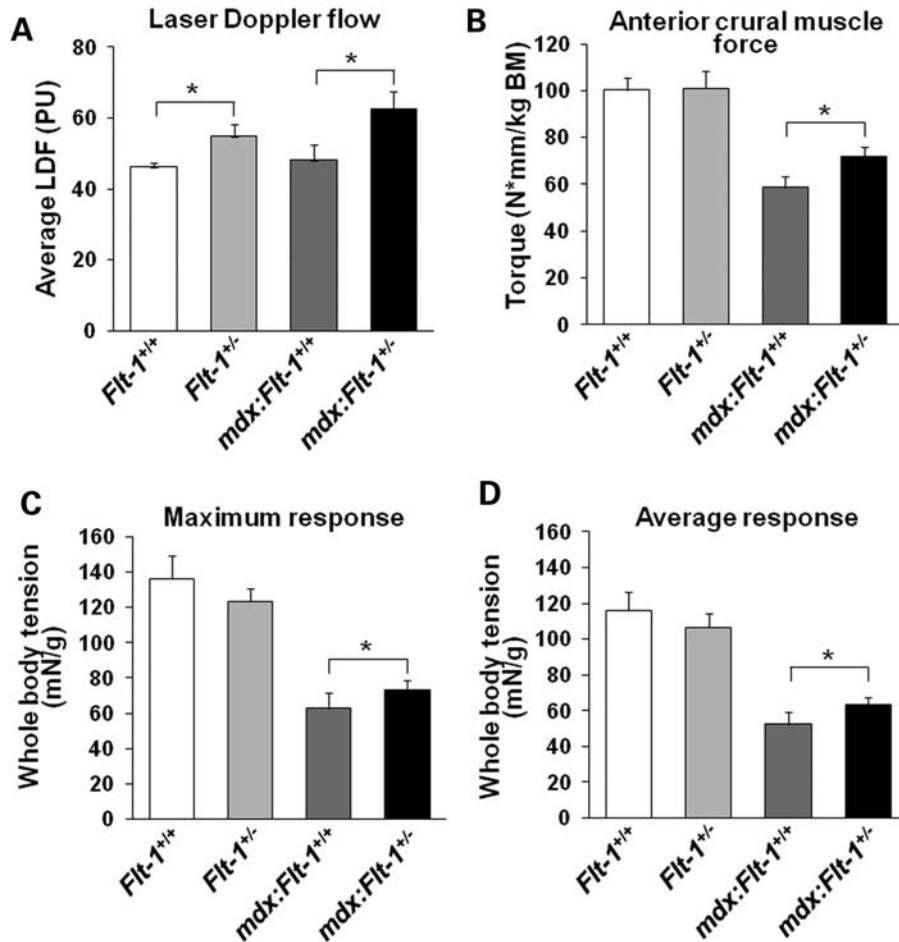 A
Laser Doppler flow
Average LDF (PU)
80
60
40
20
0
*
*
Flt-1+/+
Flt-1+/-
mdx:Flt-1+/+
mdx:Flt-1+/-
B
Anterior crural muscle
force
Torque (N*mm/kg BM)
120
100
80
60
40
20
0
*
Flt-1+/+
Flt-1+/-
mdx:Flt-1+/+
mdx:Flt-1+/-
C
Maximum response
Whole body tension
(mN/g)
160
140
120
100
80
60
40
20
0
*
Flt-1+/+
Flt-1+/-
mdx:Flt-1+/+
mdx:Flt-1+/-
D
Average response
Whole body tension
(mN/g)
160
140
120
100
80
60
40
20
0
*
Flt-1+/+
Flt-1+/-
mdx:Flt-1+/+
mdx:Flt-1+/-